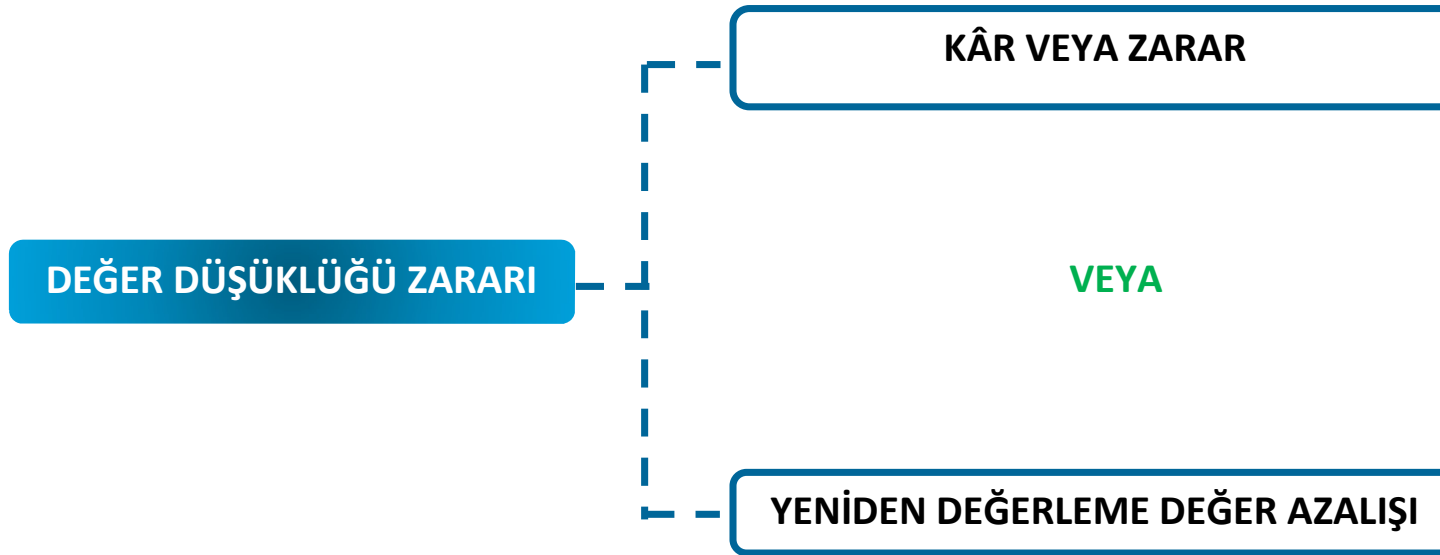 KÂR VEYA ZARAR
DEĞER DÜŞÜKLÜĞÜ ZARARI
VEYA
YENİDEN DEĞERLEME DEĞER AZALIŞI